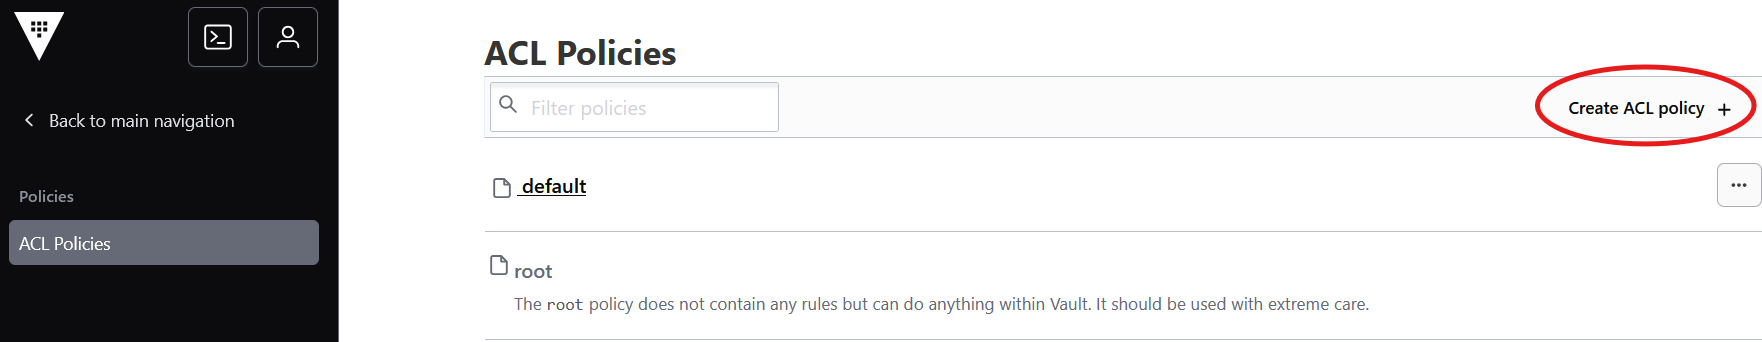 Back to main navigation
Policies
ACL Policies
ACL Policies
Filter policies
Create ACL policy +
default
root
The root policy does not contain any rules but can do anything within Vault. It should be used with extreme care.